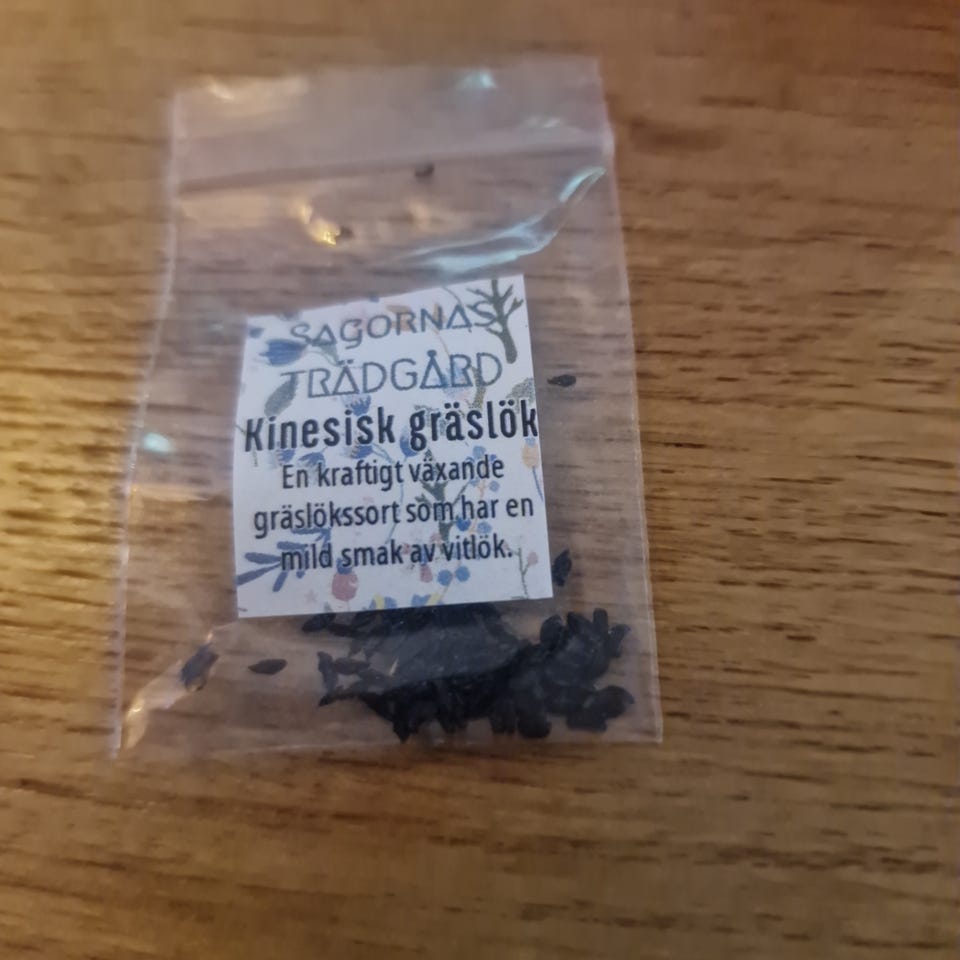 SAGORNAS
TRÄDGÅRD
Kinesisk gräslök
En kraftigt växande
gräslökssort som har en
mild smak av vitlök.